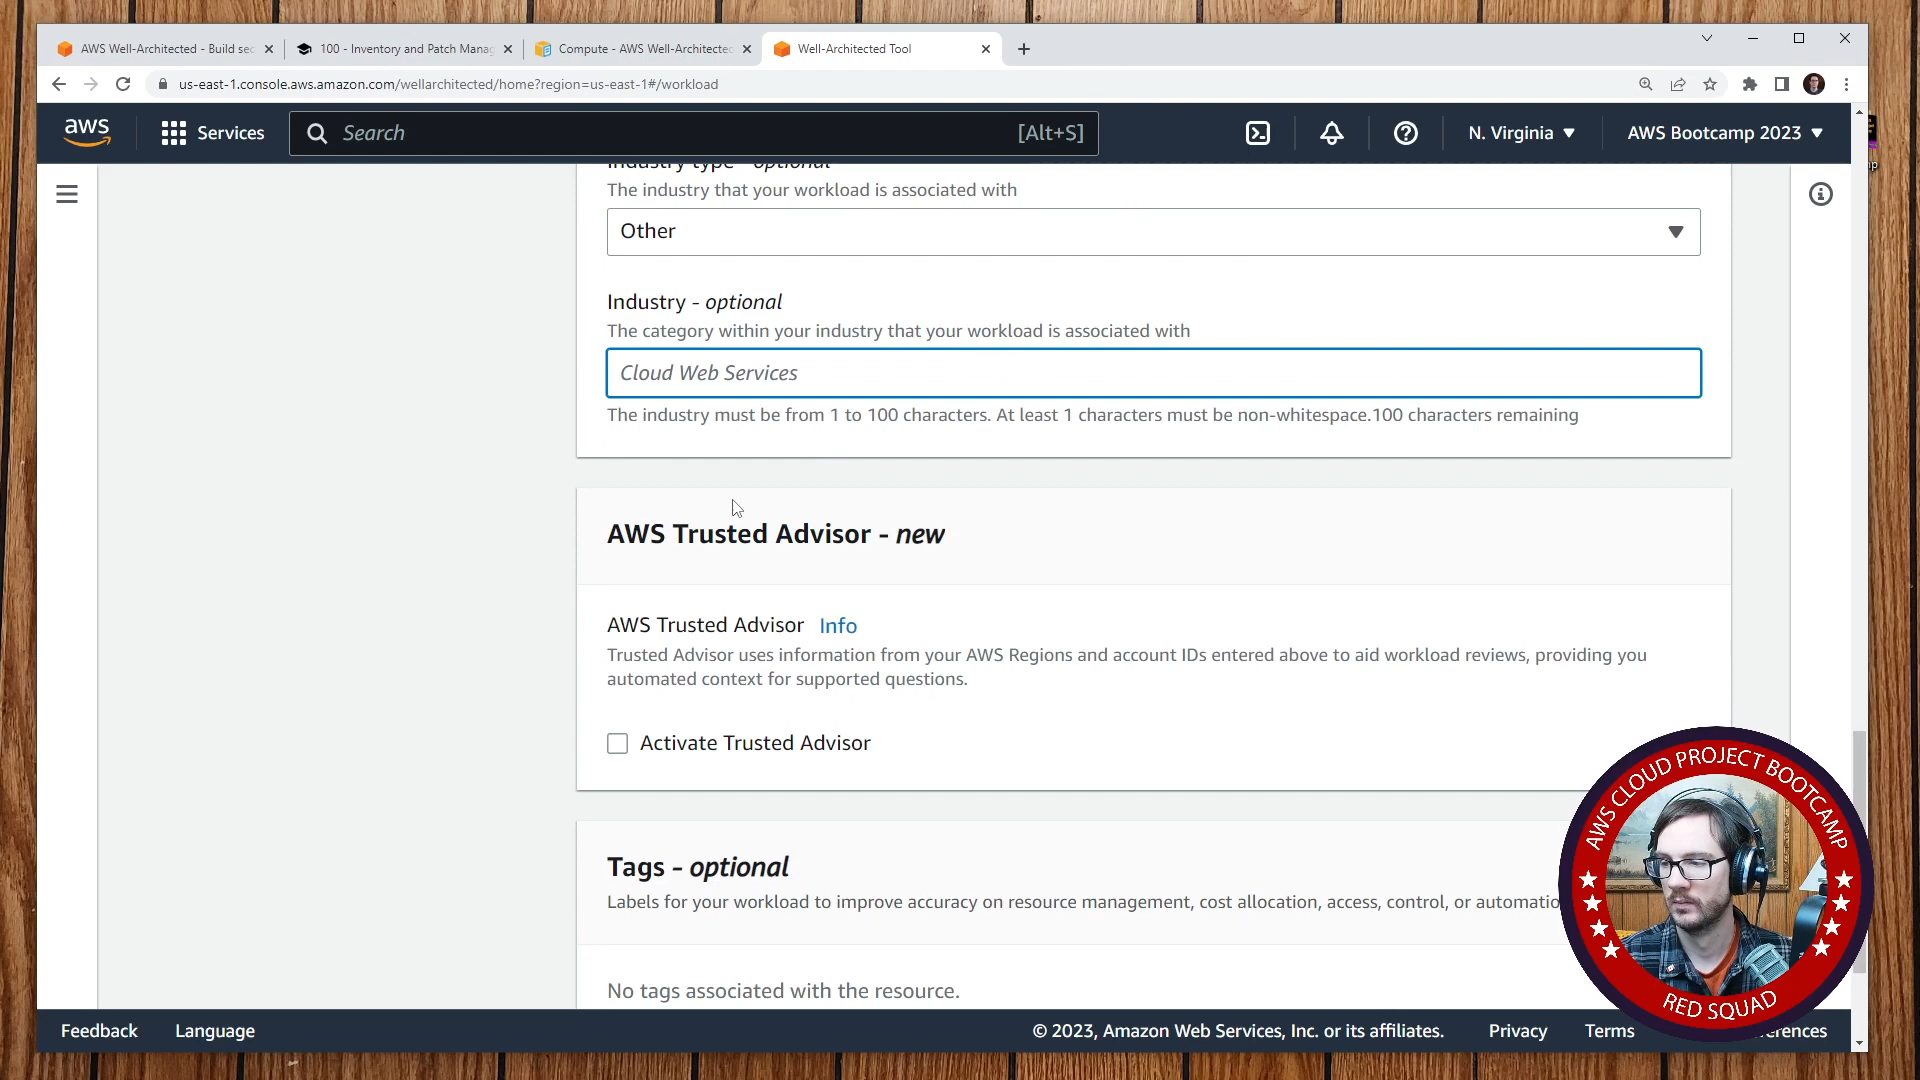 AWS Well-Architected - Build sec
100 - Inventory and Patch Manag
Compute - AWS Well-Architected
Well-Architected Tool
us-east-1.console.aws.amazon.com/wellarchitected/home?region=us-east-1#/workload
aws
Services
Search
[Alt+S]
N. Virginia
AWS Bootcamp 2023
Industry type - optional
The industry that your workload is associated with
Other
Industry - optional
The category within your industry that your workload is associated with
Cloud Web Services
The industry must be from 1 to 100 characters. At least 1 characters must be non-whitespace.100 characters remaining
AWS Trusted Advisor - new
AWS Trusted Advisor Info
Trusted Advisor uses information from your AWS Regions and account IDs entered above to aid workload reviews, providing you
automated context for supported questions.
Activate Trusted Advisor
Tags - optional
Labels for your workload to improve accuracy on resource management, cost allocation, access, control, or automatio
No tags associated with the resource.
AWS CLOUD PROJECT BOOTCAMP
RED SQUAD
Feedback
Language
© 2023, Amazon Web Services, Inc. or its affiliates.
Privacy
Terms
erences